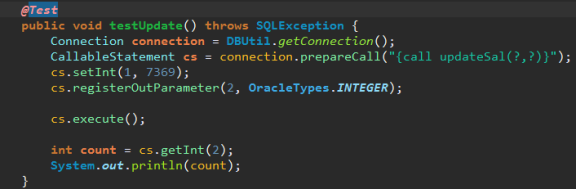 @Test
public void testUpdate() throws SQLException {
    Connection connection = DBUtil.getConnection();
    CallableStatement cs = connection.prepareCall("{call updateSal(?,?)}");
    cs.setInt(1, 7369);
    cs.registerOutParameter(2, OracleTypes.INTEGER);
    cs.execute();
    int count = cs.getInt(2);
    System.out.println(count);
}